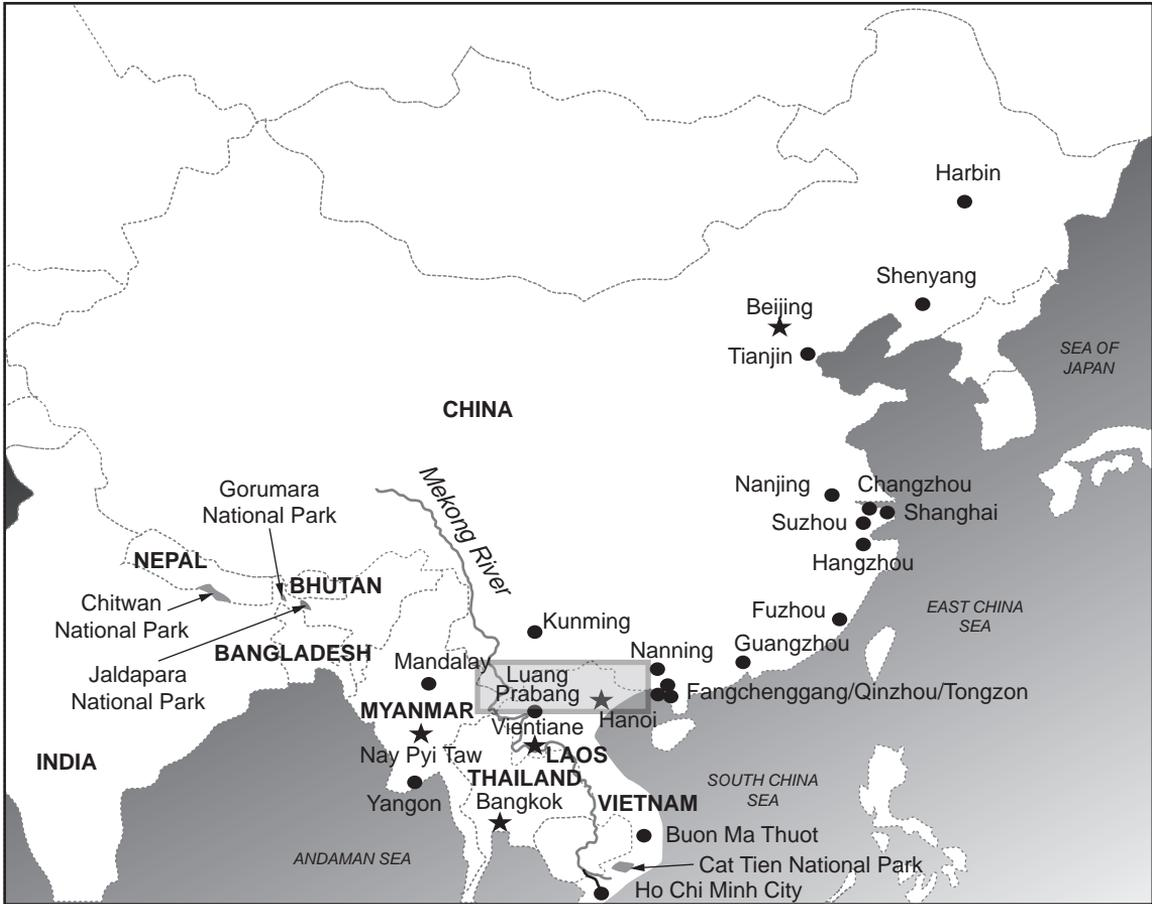 Harbin
Shenyang
Beijing
Tianjin
SEA OF
JAPAN
CHINA
Mekong River
Nanjing
Changzhou
Shanghai
Suzhou
Hangzhou
Gorumara
National Park
NEPAL
BHUTAN
Chitwan
National Park
Fuzhou
EAST CHINA
SEA
Kunming
Guangzhou
Nanning
BANGLADESH
Jaldapara
National Park
Mandalay
Luang
Prabang
Fangchenggang/Qinzhou/Tongzon
MYANMAR
Hanoi
Vientiane
Nay Pyi Taw
LAOS
INDIA
THAILAND
SOUTH CHINA
SEA
Yangon
Bangkok
VIETNAM
Buon Ma Thuot
ANDAMAN SEA
Cat Tien National Park
Ho Chi Minh City